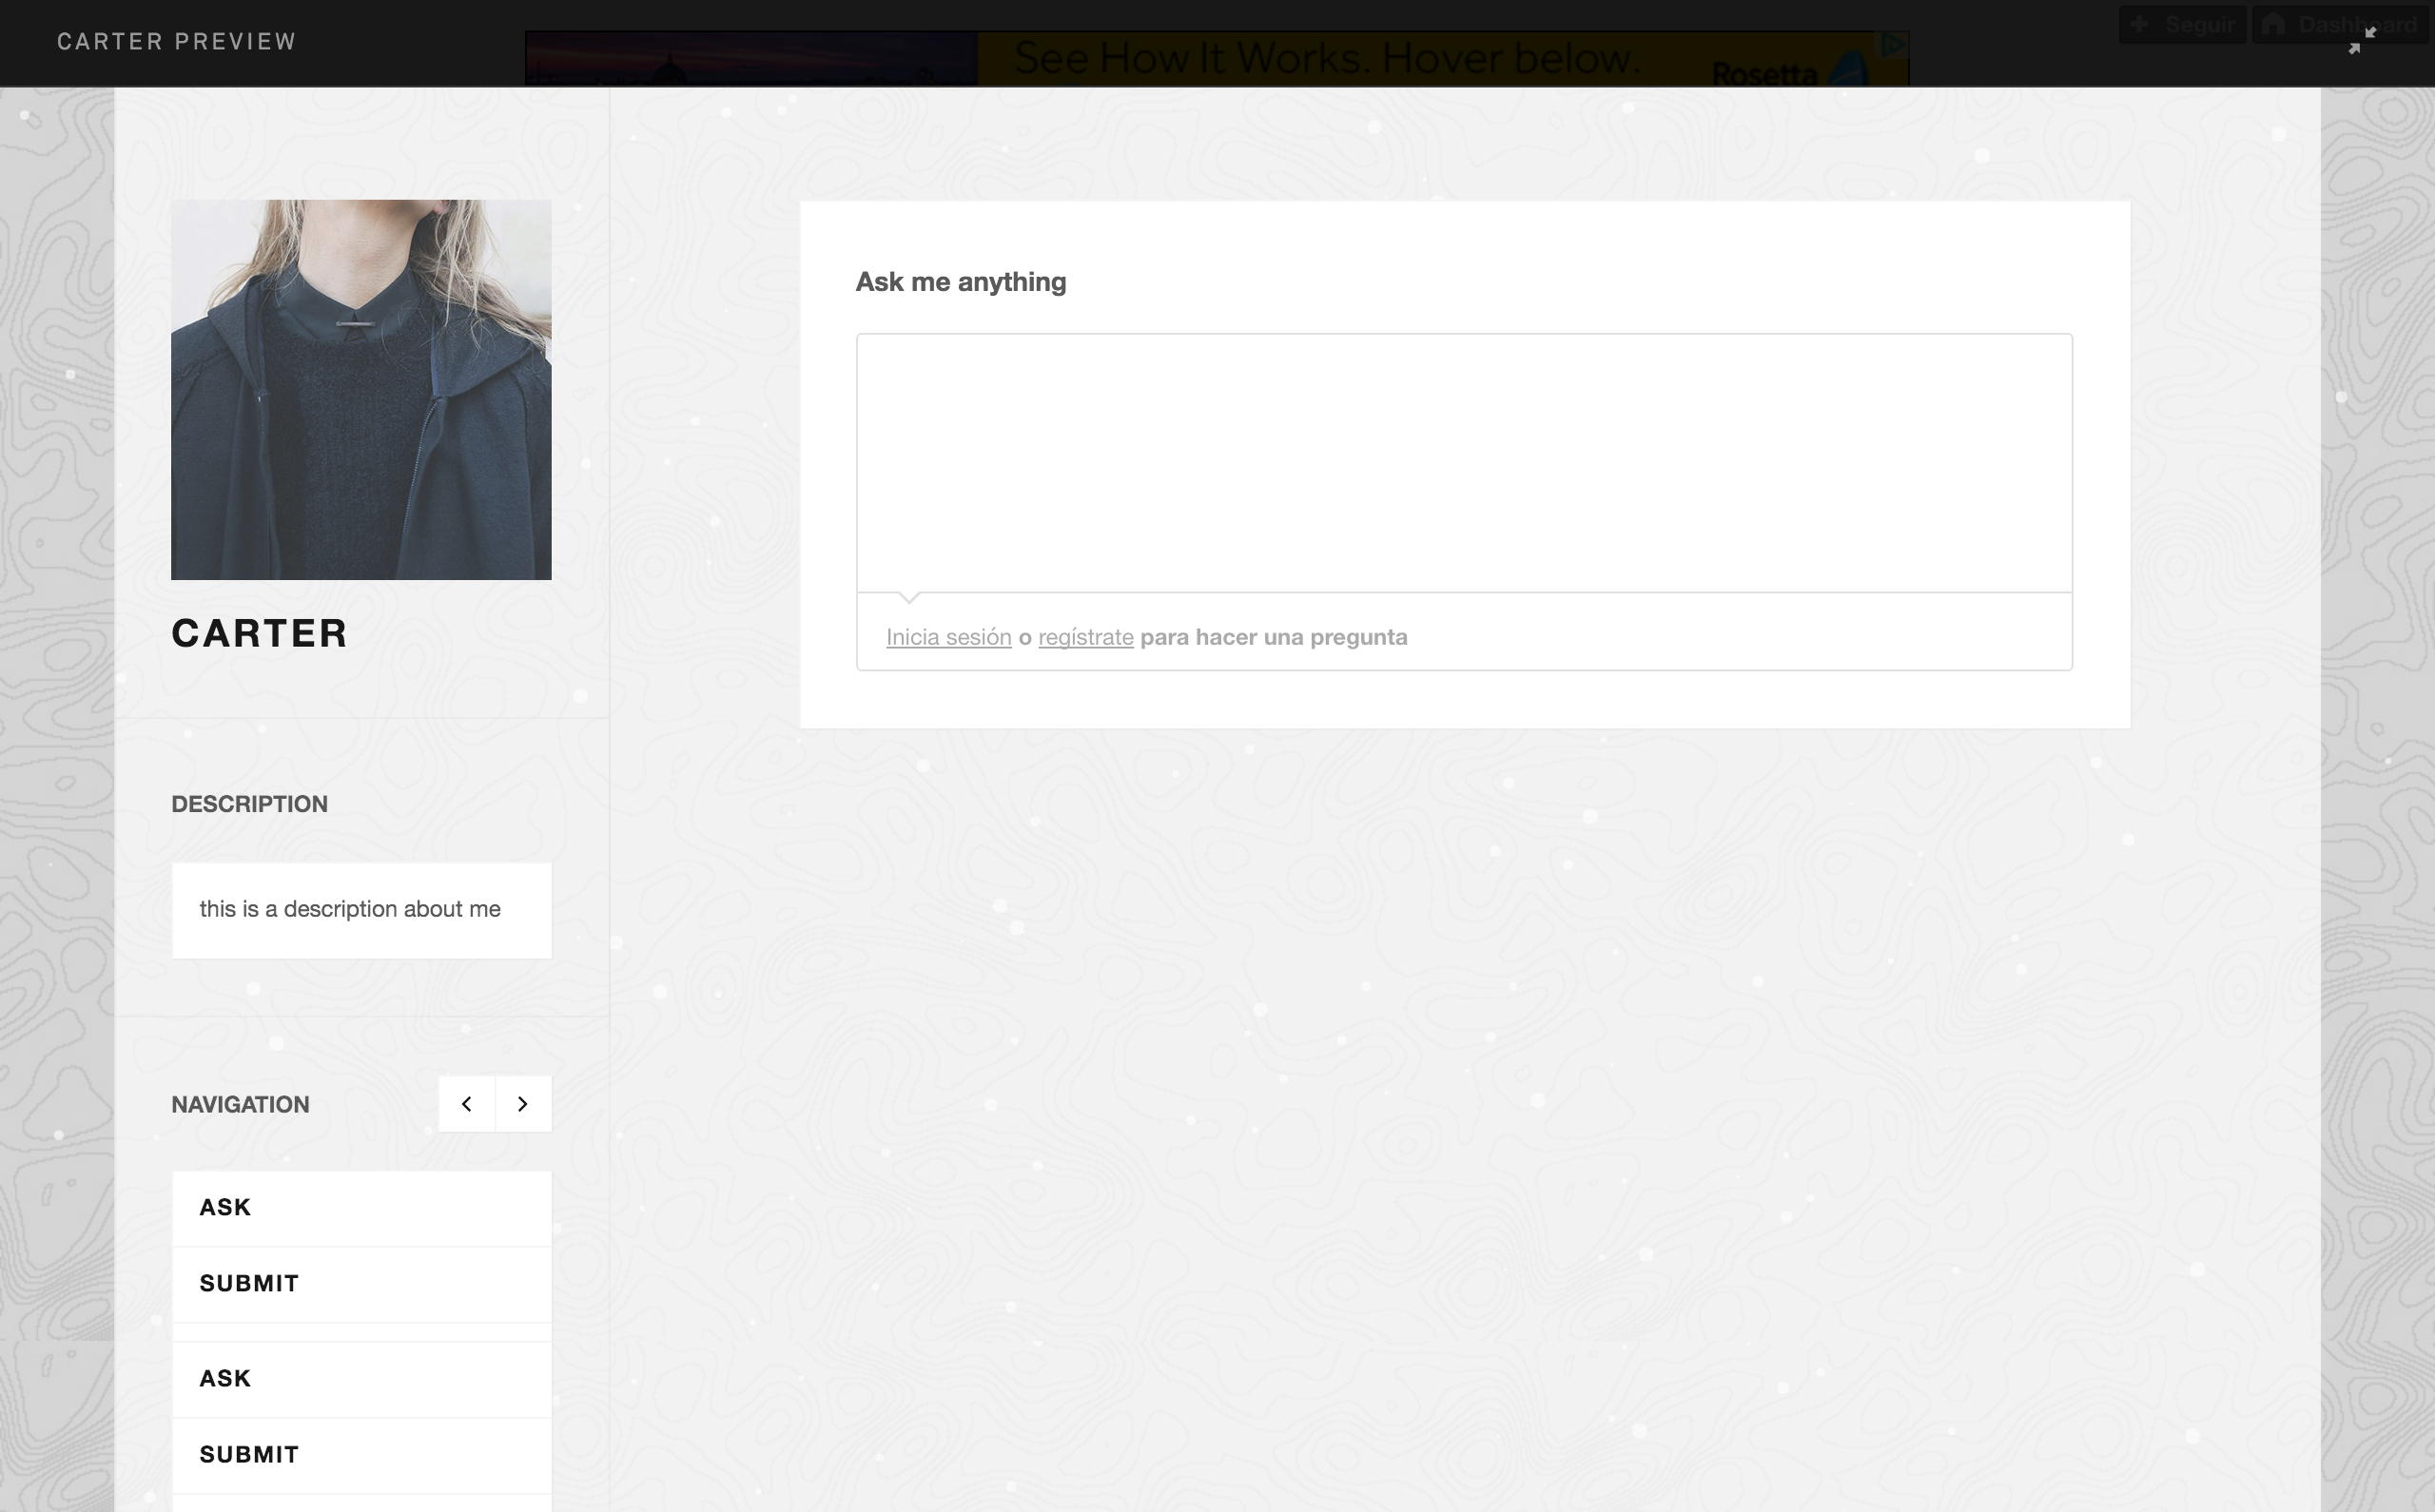 CARTER PREVIEW
See How It Works. Hover below.
Rosetta
Seguir
Dashboard
CARTER
Ask me anything
Inicia sesión o regístrate para hacer una pregunta
DESCRIPTION
this is a description about me
NAVIGATION
ASK
SUBMIT
ASK
SUBMIT